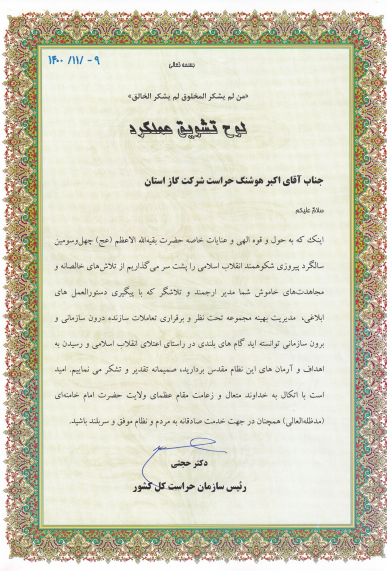 ۹ - /۱۱/ ۱۴۰۰
بسمه تعالی
«من لم یشکر المخلوق لم یشکر الخالق»
لوح تشویق عملکرد
جناب آقای اکبر هوشنگ حراست شرکت گاز استان
سلام علیکم
اینک که به حول و قوه الهی و عنایات خاصه حضرت بقیه‌الله الاعظم (عج) چهل‌وسومین
سالگرد پیروزی شکوهمند انقلاب اسلامی را پشت سر می‌گذاریم از تلاش‌های خالصانه و
مجاهدت‌های خاموش شما مدیر ارجمند و تلاشگر که با پیگیری دستورالعمل های
ابلاغی، مدیریت بهینه مجموعه تحت نظر و برقراری تعاملات سازنده درون سازمانی و
برون سازمانی توانسته اید گام های بلندی در راستای اعتلای انقلاب اسلامی و رسیدن به
اهداف و آرمان های این نظام مقدس بردارید، صمیمانه تقدیر و تشکر می نماییم. امید
است با اتکال به خداوند متعال و زعامت مقام عظمای ولایت حضرت امام خامنه‌ای
(مدظله‌العالی) همچنان در جهت خدمت صادقانه به مردم و نظام موفق و سربلند باشید.
دکتر حجتی
رئیس سازمان حراست کل کشور